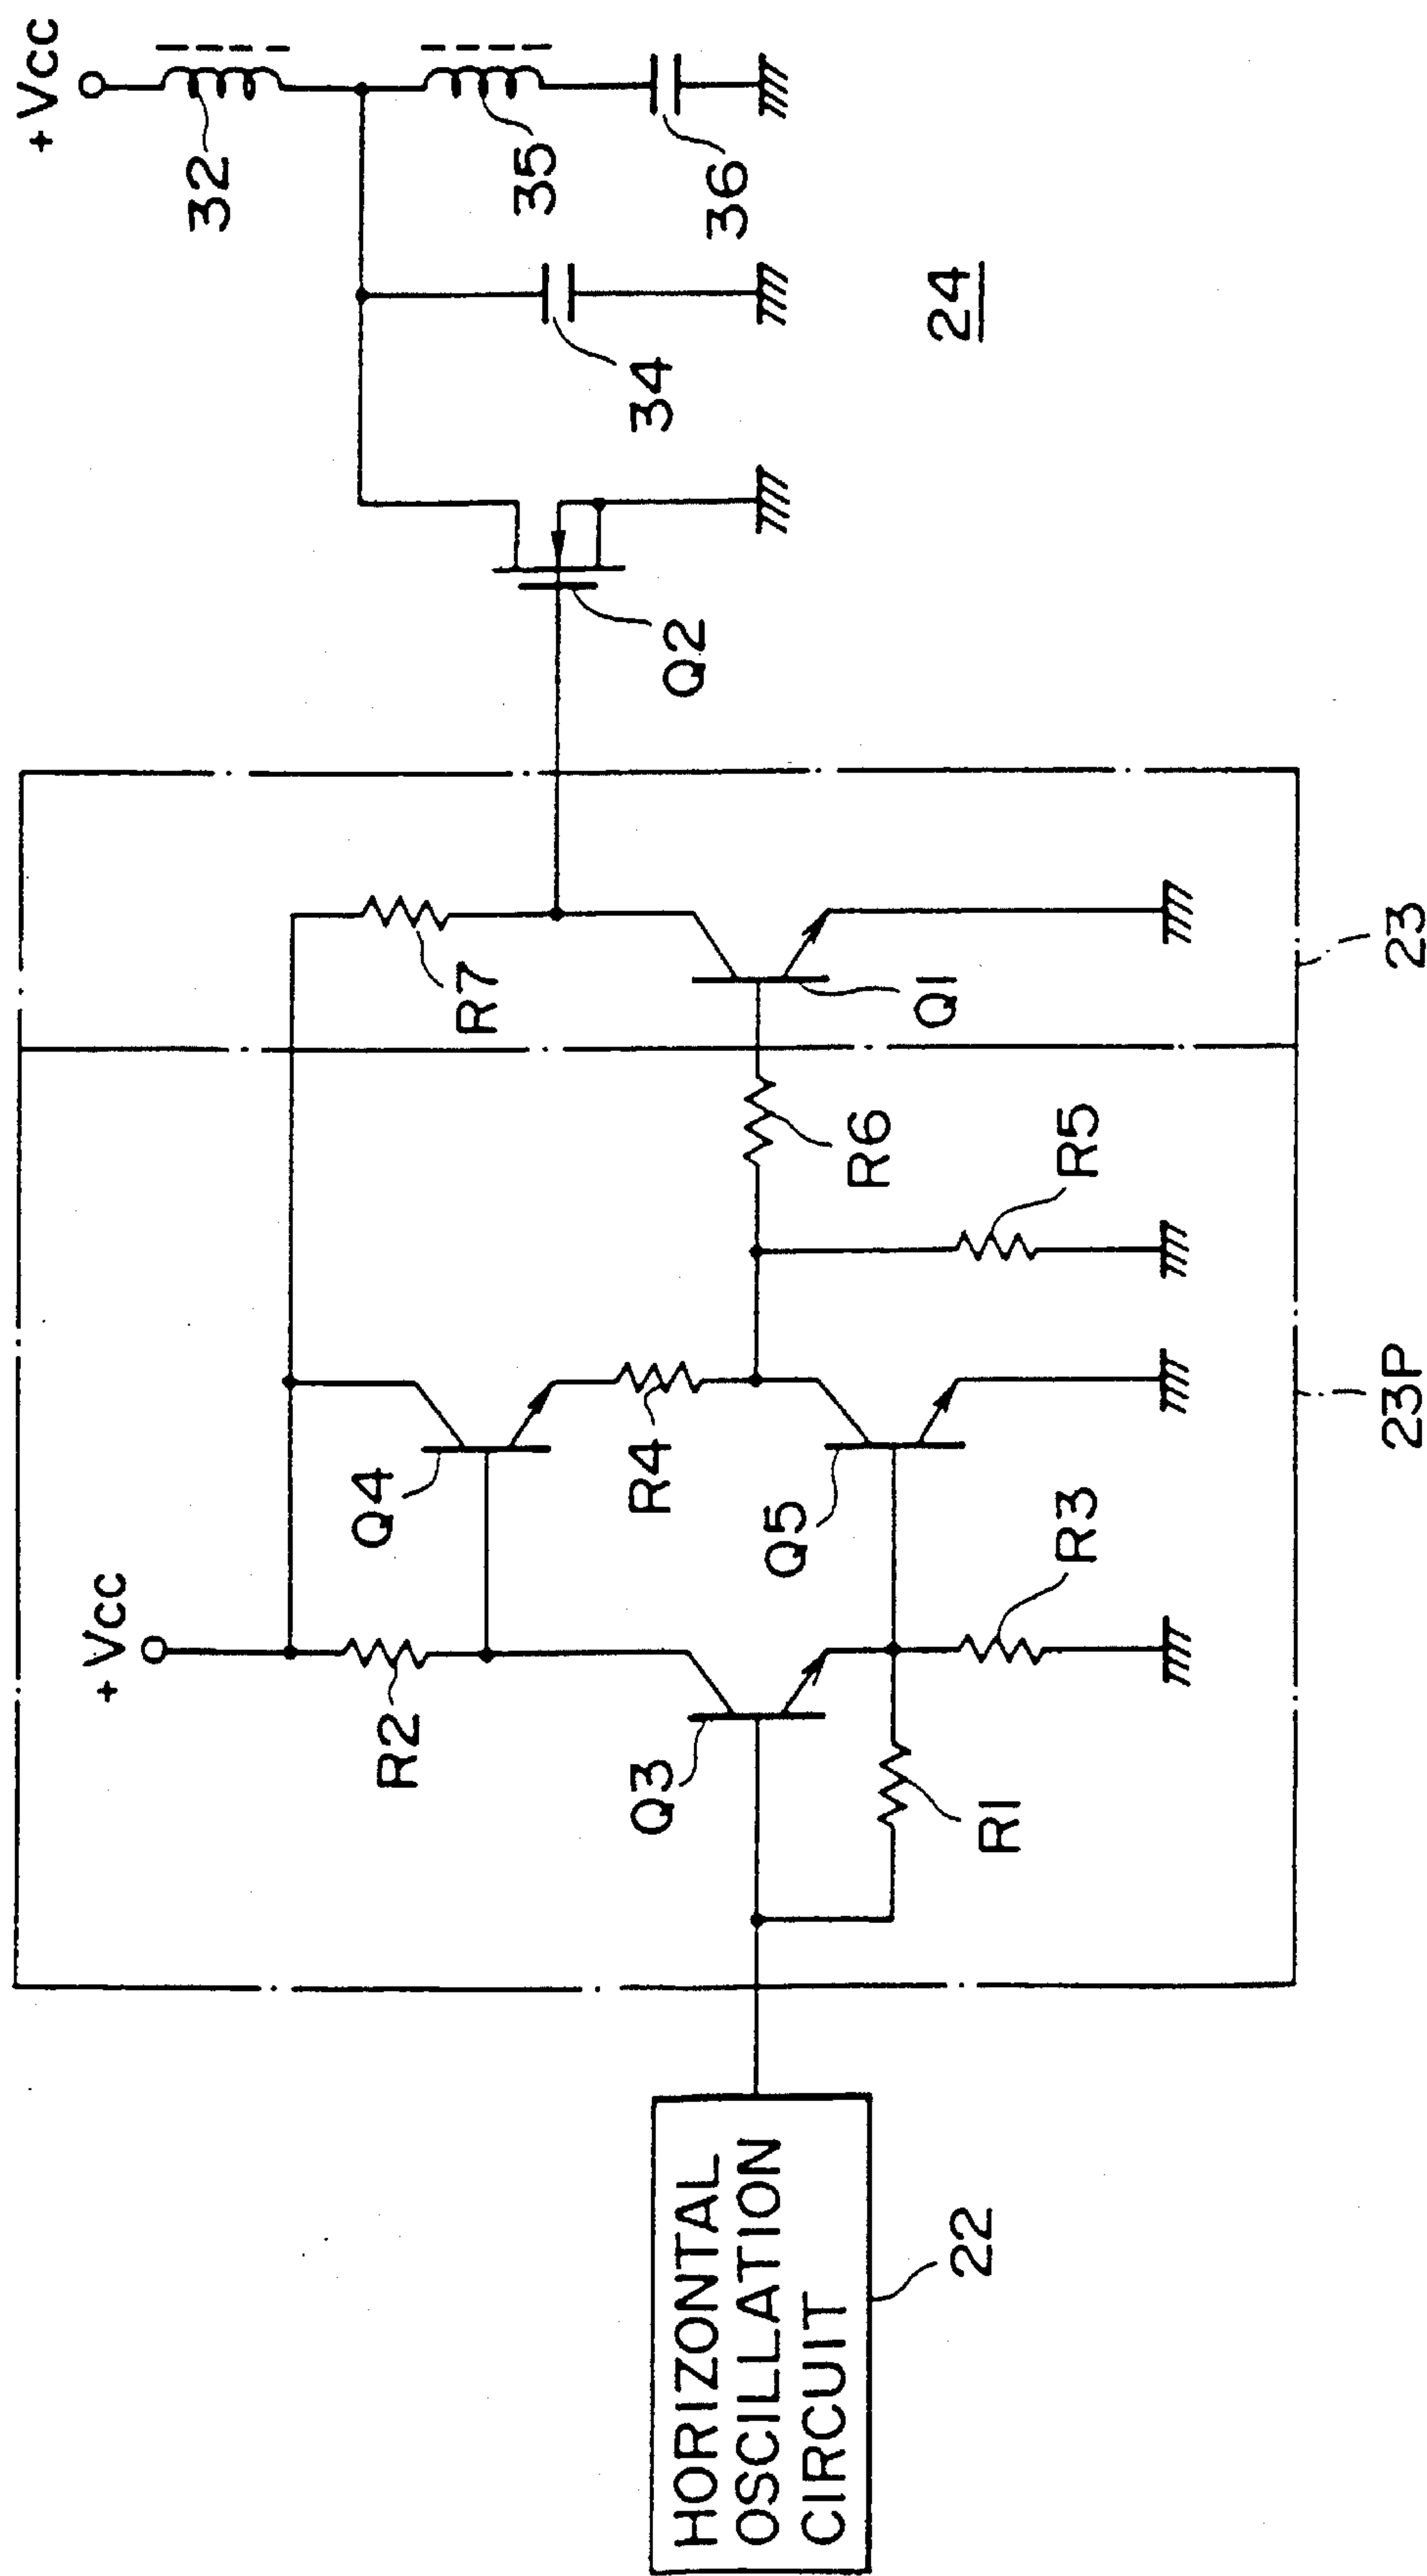 HORIZONTAL
OSCILLATION
CIRCUIT
22
+Vcc
R2
Q3
R1
Q4
R4
Q5
R3
R6
R5
23P
R7
Q1
23
Q2
34
24
+Vcc
32
35
36